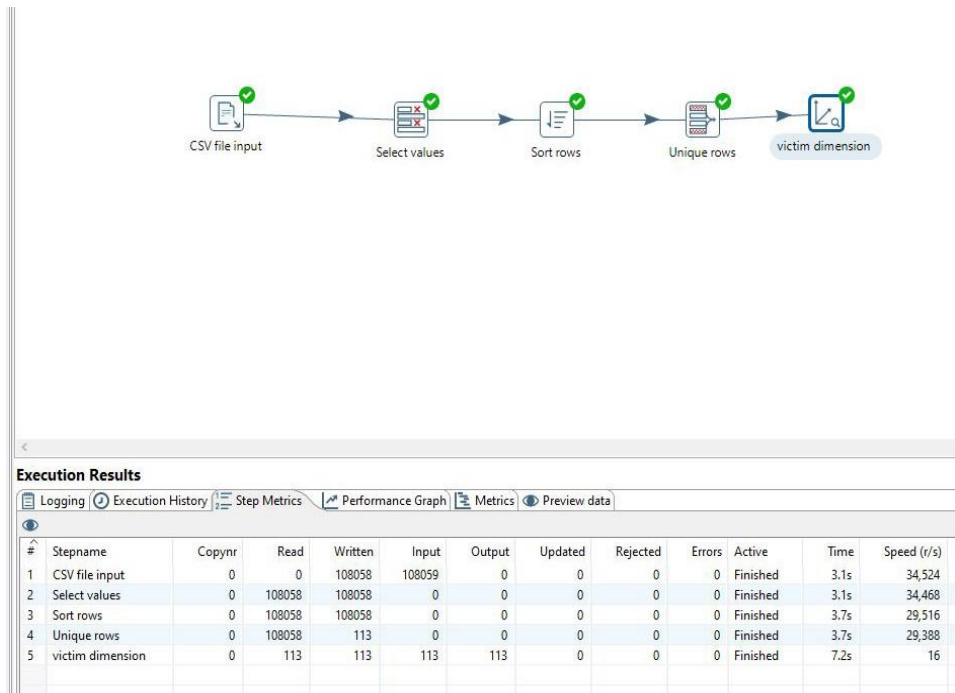 CSV file input
Select values
Sort rows
Unique rows
victim dimension
Execution Results
Logging Execution History Step Metrics Performance Graph Metrics Preview data
# Stepname Copynr Read Written Input Output Updated Rejected Errors Active Time Speed (r/s)
1 CSV file input 0 0 108058 108059 0 0 0 0 Finished 3.1s 34,524
2 Select values 0 108058 108058 0 0 0 0 0 Finished 3.1s 34,468
3 Sort rows 0 108058 108058 0 0 0 0 0 Finished 3.7s 29,516
4 Unique rows 0 108058 113 0 0 0 0 0 Finished 3.7s 29,388
5 victim dimension 0 113 113 113 113 0 0 0 Finished 7.2s 16